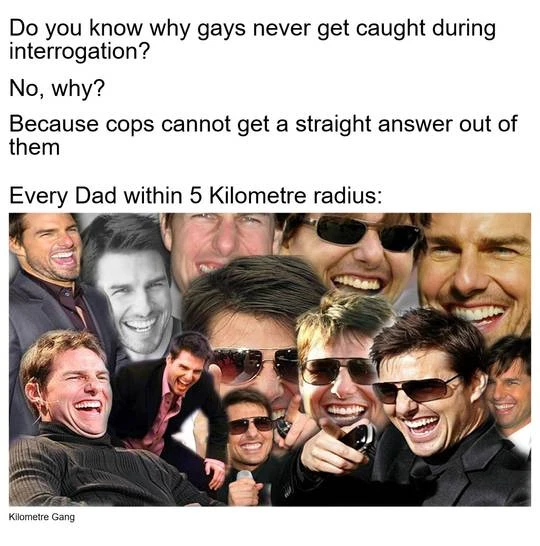 Do you know why gays never get caught during
interrogation?
No, why?
Because cops cannot get a straight answer out of
them
Every Dad within 5 Kilometre radius:
Kilometre Gang